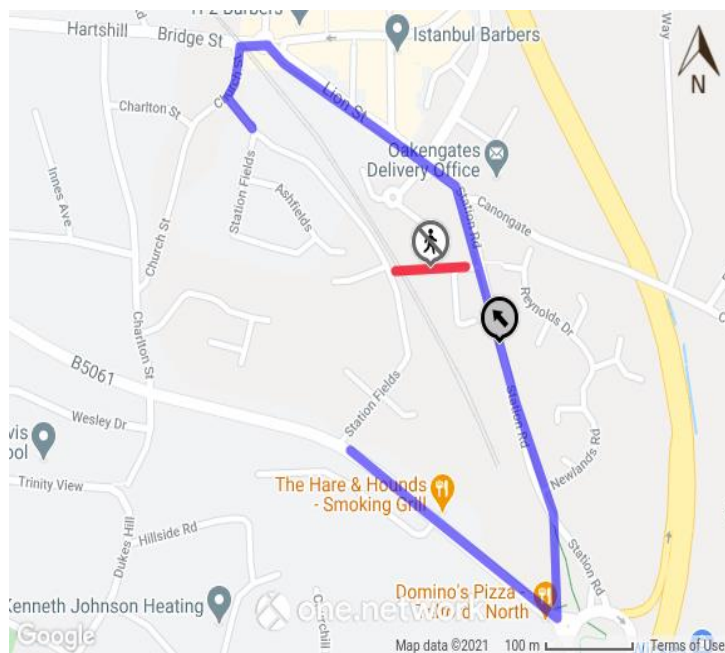 Hartshill
Bridge St
Istanbul Barbers
Way
N
Church St
Lion St
Charlton St
Oakengates
Delivery Office
Innes Ave
Station Fields
Ashfields
Station Rd
Canongate
Church St
Reynolds Dr
Charlton St
B5061
Station Fields
Station Rd
Wesley Dr
Newlands Rd
The Hare & Hounds
- Smoking Grill
Trinity View
Dukes Hill
Hillside Rd
Station Rd
Domino's Pizza -
North
Kenneth Johnson Heating
one.network
Google
Map data ©2021
100 m
Terms of Use